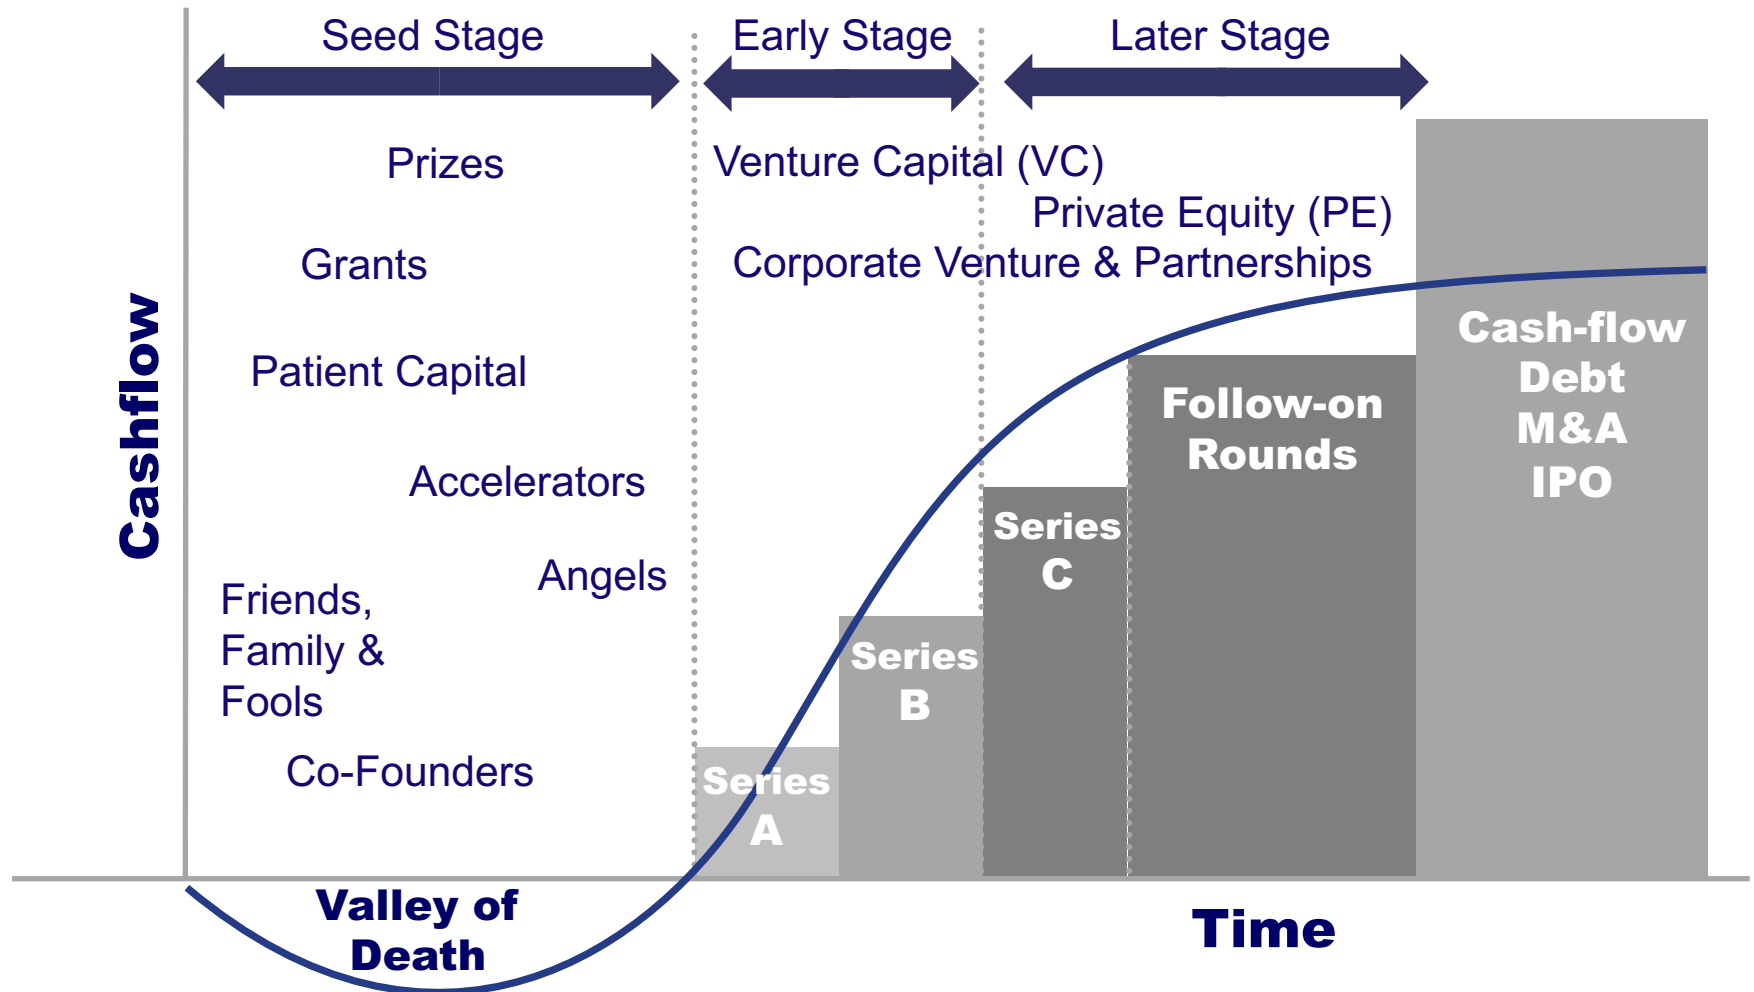 Seed Stage
Early Stage
Later Stage
Prizes
Grants
Patient Capital
Accelerators
Angels
Friends,
Family &
Fools
Co-Founders
Venture Capital (VC)
Private Equity (PE)
Corporate Venture & Partnerships
Cashflow
Series
A
Series
B
Series
C
Follow-on
Rounds
Cash-flow
Debt
M&A
IPO
Valley of
Death
Time